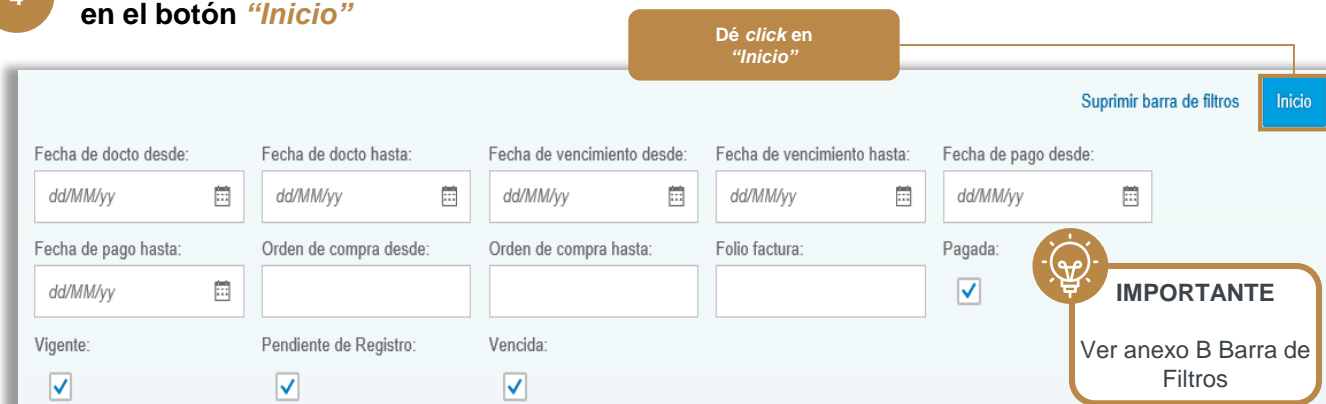 4
en el botón “Inicio”
Dé click en
“Inicio”
Suprimir barra de filtros Inicio
Fecha de docto desde: Fecha de docto hasta: Fecha de vencimiento desde: Fecha de vencimiento hasta: Fecha de pago desde:
dd/MM/yy dd/MM/yy dd/MM/yy dd/MM/yy dd/MM/yy
Fecha de pago hasta: Orden de compra desde: Orden de compra hasta: Folio factura: Pagada:
dd/MM/yy
IMPORTANTE
Vigente: Pendiente de Registro: Vencida:
Ver anexo B Barra de
Filtros